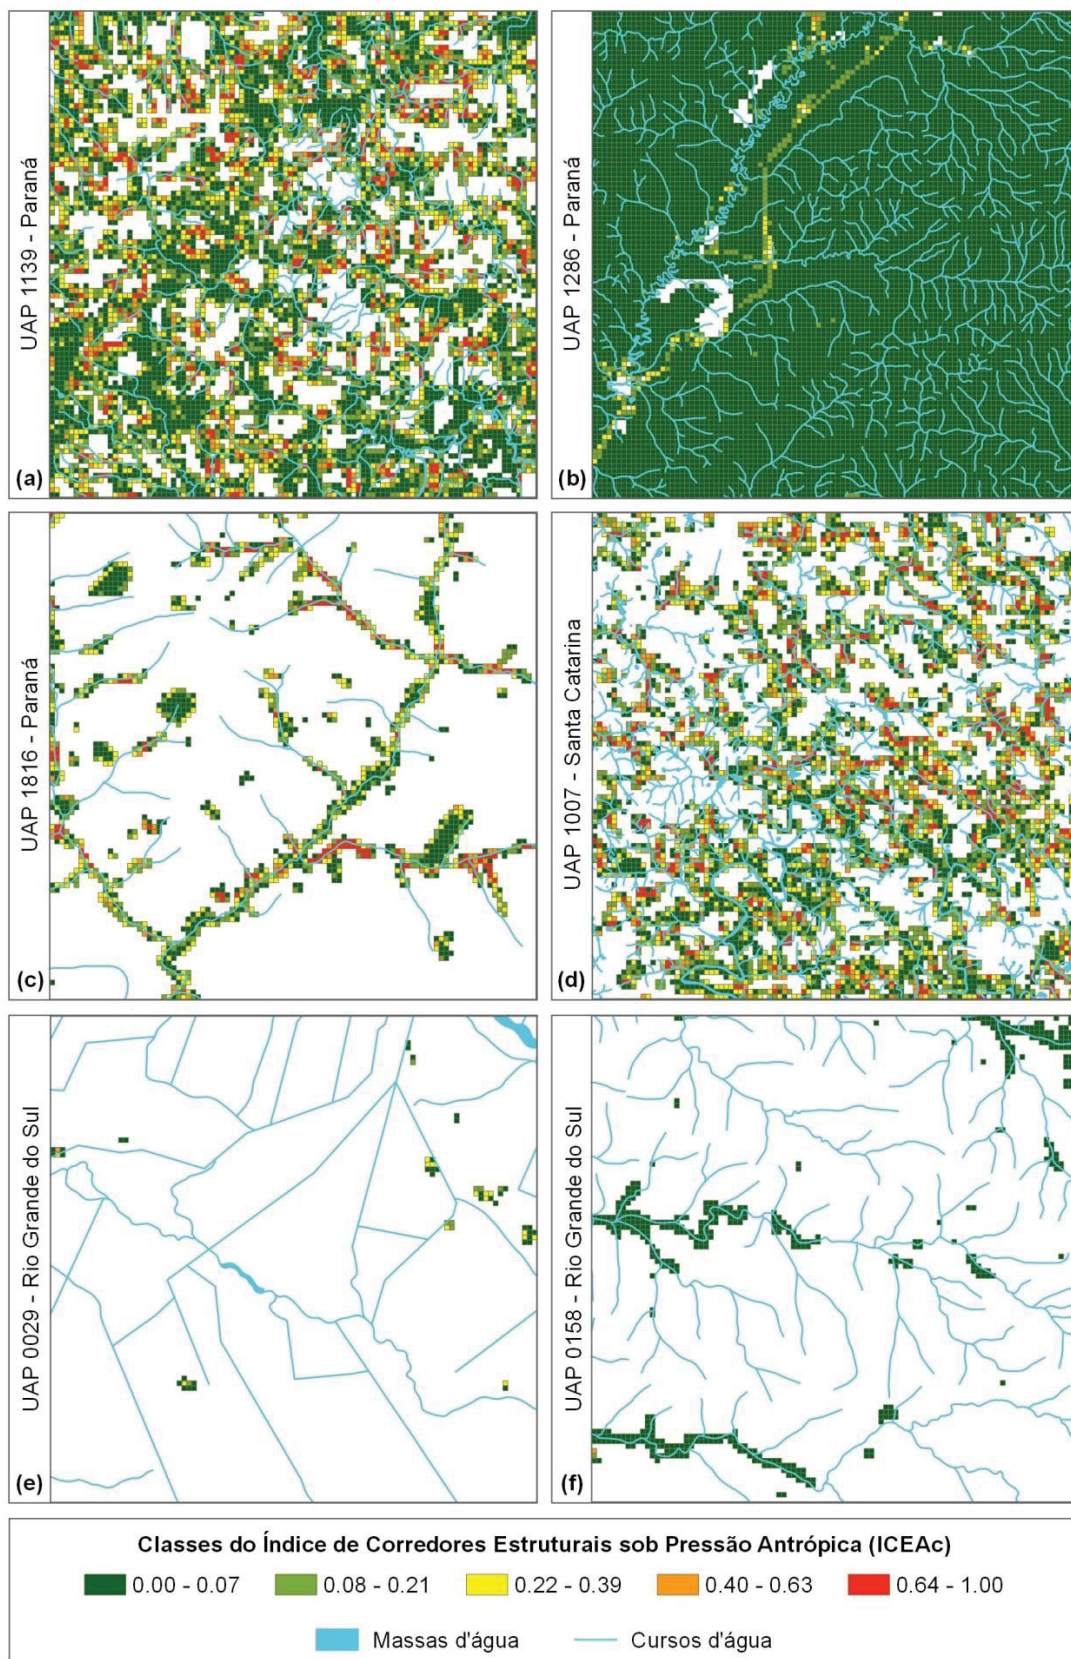 UAP 1139 - Paraná
(a)
UAP 1286 - Paraná
(b)
UAP 1816 - Paraná
(c)
UAP 1007 - Santa Catarina
(d)
UAP 0029 - Rio Grande do Sul
(e)
UAP 0158 - Rio Grande do Sul
(f)
Classes do Índice de Corredores Estruturais sob Pressão Antrópica (ICEAc)
0.00 - 0.07 0.08 - 0.21 0.22 - 0.39 0.40 - 0.63 0.64 - 1.00
Massas d'água Cursos d'água